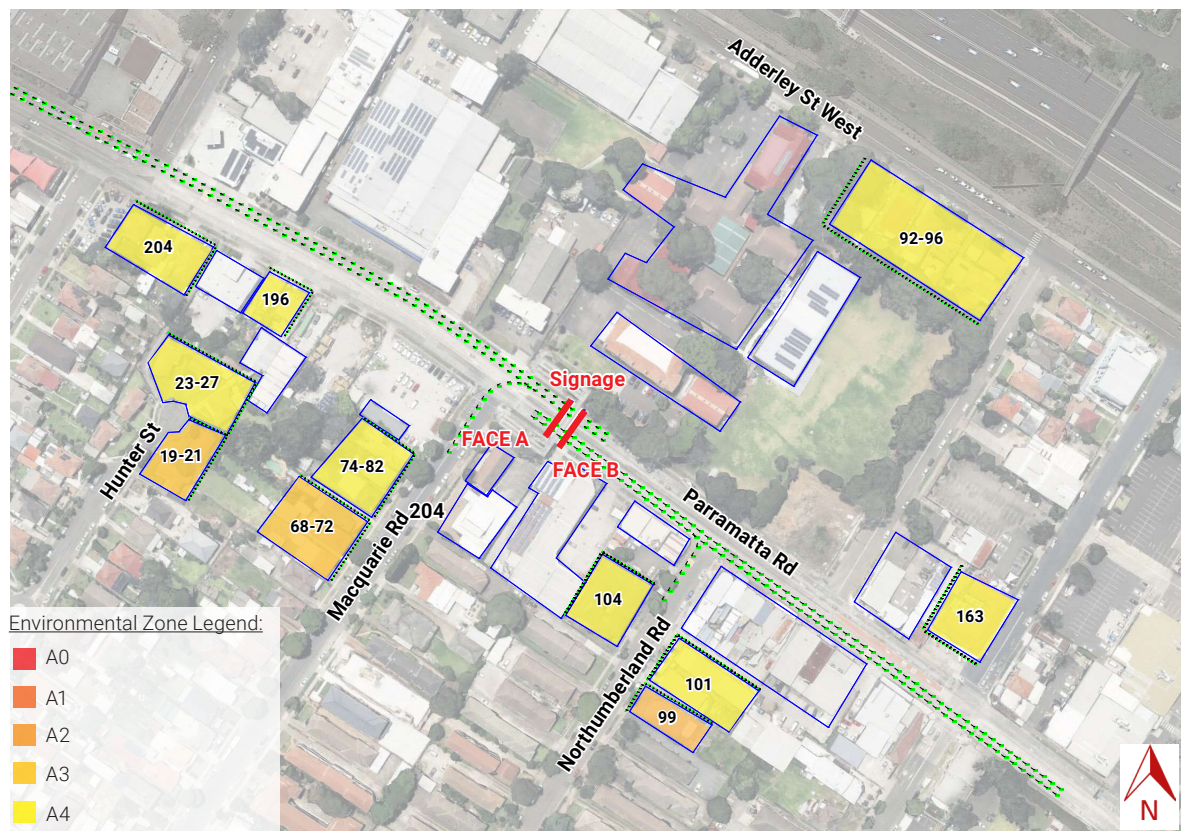 Adderley St West
92-96
204
196
Signage
23-27
FACE A
FACE B
19-21
Hunter St
74-82
68-72
204
Macquarie Rd
Parramatta Rd
104
163
Northumberland Rd
101
99
Environmental Zone Legend:
A0
A1
A2
A3
A4
N